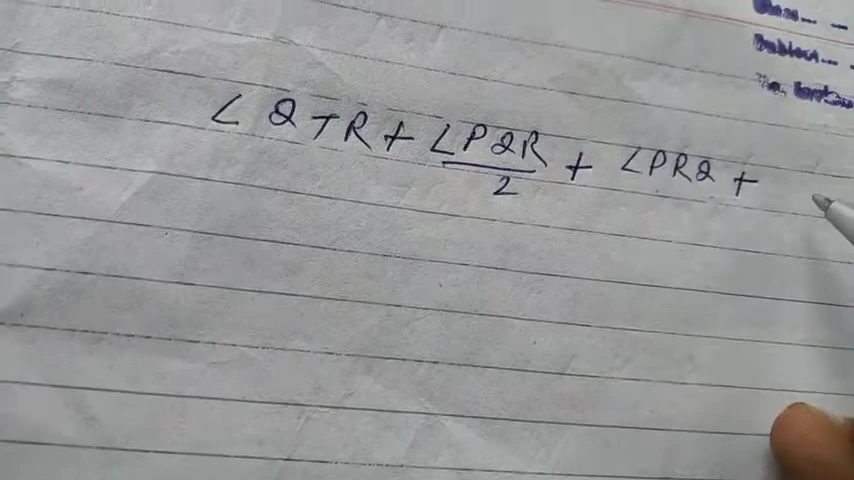 ∠QTR + ∠PQR/2 + ∠PRQ +